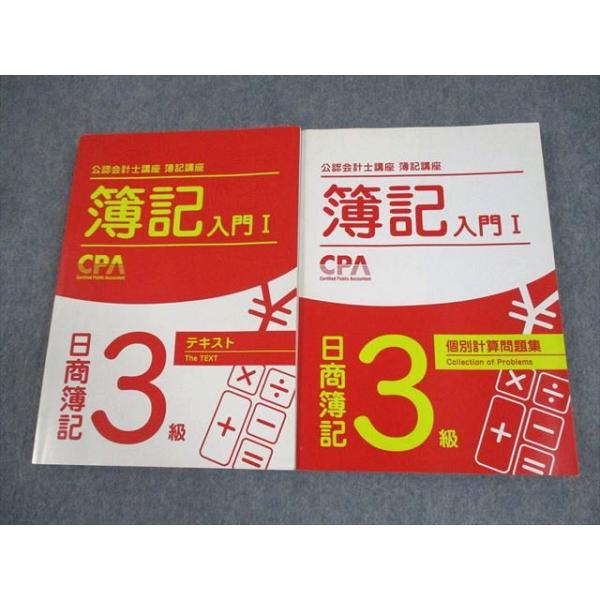 公認会計士講座 簿記講座
簿記入門 I
CPA
Certified Public Accountant
テキスト
The TEXT
日商簿記
3級
公認会計士講座 簿記講座
簿記入門 I
CPA
Certified Public Accountant
個別計算問題集
Collection of Problems
日商簿記
3級